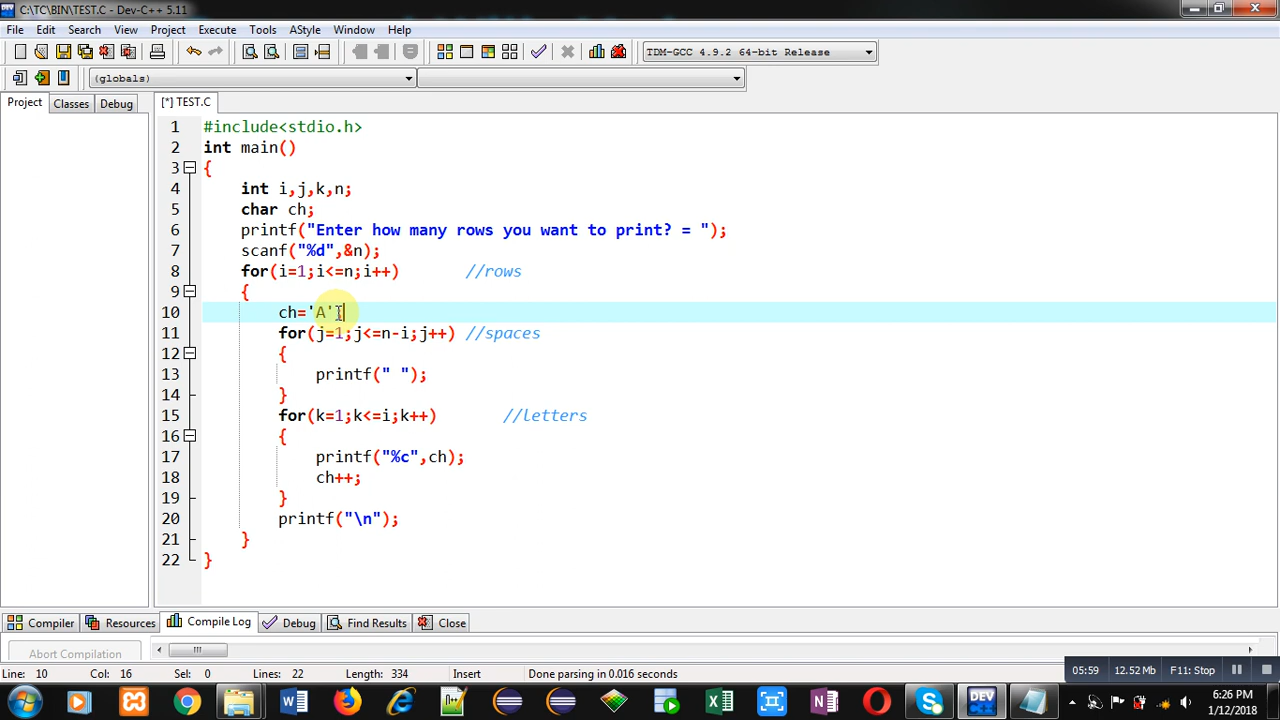 C:\TC\BIN\TEST.C - Dev-C++ 5.11
File Edit Search View Project Execute Tools AStyle Window Help
TDM-GCC 4.9.2 64-bit Release
(globals)
Project Classes Debug [*] TEST.C
1 #include<stdio.h>
2 int main()
3 {
4 int i,j,k,n;
5 char ch;
6 printf("Enter how many rows you want to print? = ");
7 scanf("%d",&n);
8 for(i=1;i<=n;i++) //rows
9 {
10 ch='A';
11 for(j=1;j<=n-i;j++) //spaces
12 {
13 printf(" ");
14 }
15 for(k=1;k<=i;k++) //letters
16 {
17 printf("%c",ch);
18 ch++;
19 }
20 printf("\n");
21 }
22 }
Compiler Resources Compile Log Debug Find Results Close
Abort Compilation
Line: 10 Col: 16 Sel: 0 Lines: 22 Length: 334 Insert Done parsing in 0.016 seconds
05:59 12.52 Mb F11: Stop
6:26 PM
1/12/2018